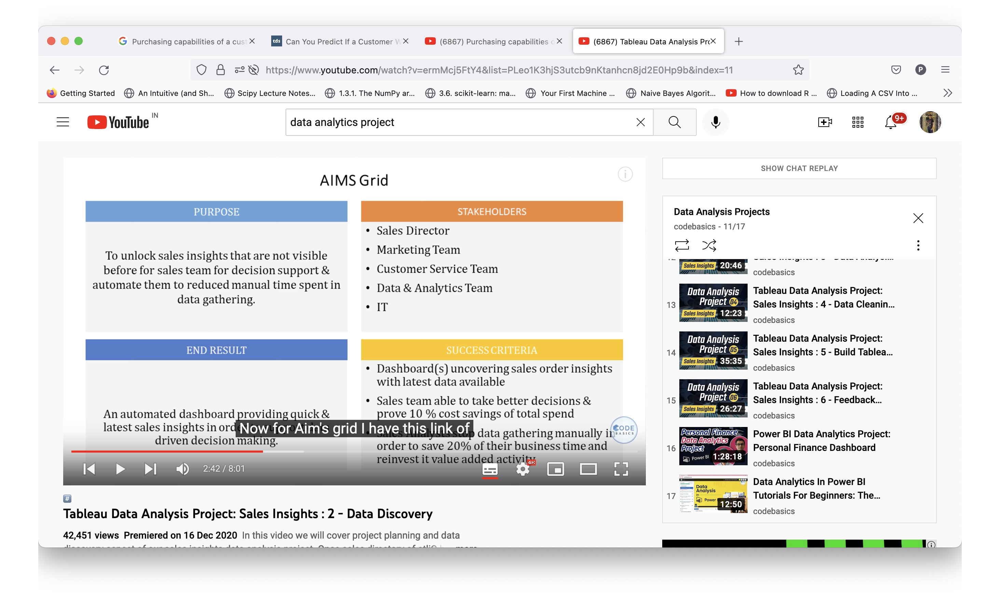 Purchasing capabilities of a cust
tds Can You Predict If a Customer W
(6867) Purchasing capabilities o
(6867) Tableau Data Analysis Pro
https://www.youtube.com/watch?v=ermMcj5FtY4&list=PLeo1K3hjS3utcb9nKtanhcn8jd2E0Hp9b&index=11
P
Getting Started
An Intuitive (and Sh...
Scipy Lecture Notes...
1.3.1. The NumPy ar...
3.6. scikit-learn: ma...
Your First Machine ...
Naive Bayes Algorit...
How to download R ...
Loading A CSV Into ...
YouTube IN
data analytics project
9+
AIMS Grid
PURPOSE
To unlock sales insights that are not visible
before for sales team for decision support &
automate them to reduced manual time spent in
data gathering.
STAKEHOLDERS
• Sales Director
• Marketing Team
• Customer Service Team
• Data & Analytics Team
• IT
END RESULT
An automated dashboard providing quick &
latest sales insights in order to support data
driven decision making.
SUCCESS CRITERIA
• Dashboard(s) uncovering sales order insights
with latest data available
• Sales team able to take better decisions &
prove 10 % cost savings of total spend
• Sales Analysts stop data gathering manually in
order to save 20% of their business time and
reinvest it value added activity
Now for Aim's grid I have this link of
CODE
BASICS
2:42 / 8:01
4K
#
Tableau Data Analysis Project: Sales Insights : 2 - Data Discovery
42,451 views Premiered on 16 Dec 2020 In this video we will cover project planning and data
SHOW CHAT REPLAY
Data Analysis Projects
codebasics - 11/17
Sales Insights 20:46
codebasics
13
Data Analysis
Project 04
Sales Insights 12:23
Tableau Data Analysis Project:
Sales Insights : 4 - Data Cleanin...
codebasics
14
Data Analysis
Project 05
Sales Insights 35:35
Tableau Data Analysis Project:
Sales Insights : 5 - Build Tablea...
codebasics
15
Data Analysis
Project 06
Sales Insights 26:27
Tableau Data Analysis Project:
Sales Insights : 6 - Feedback...
codebasics
16
Personal Finance
Data Analytics
Project
Power BI 1:28:18
Power BI Data Analytics Project:
Personal Finance Dashboard
codebasics
17
Data
Analysis
in
Power
12:50
Data Analytics In Power BI
Tutorials For Beginners: The...
codebasics